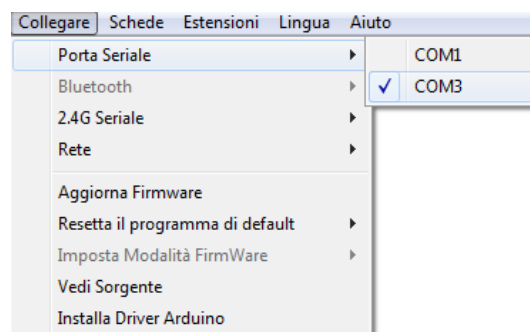 Collegare Schede Estensioni Lingua Aiuto
Porta Seriale
COM1
Bluetooth
COM3
2.4G Seriale
Rete
Aggiorna Firmware
Resetta il programma di default
Imposta Modalità FirmWare
Vedi Sorgente
Installa Driver Arduino